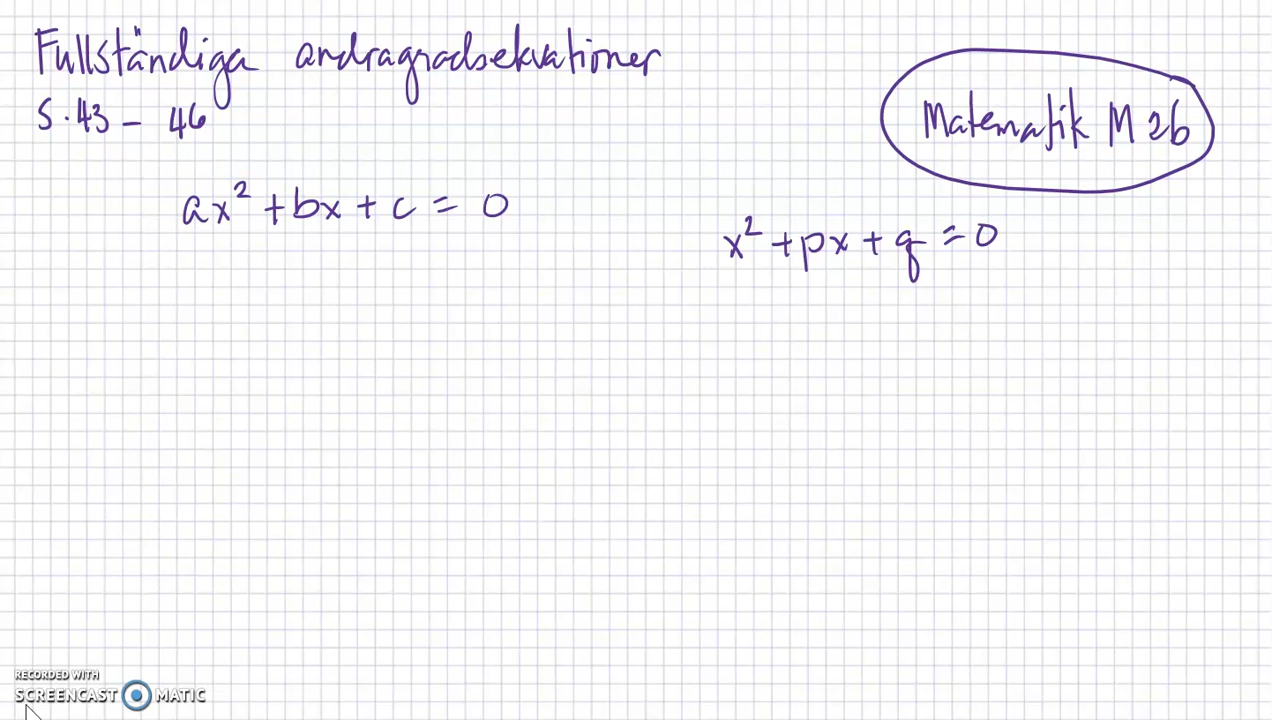 Fullständiga andragradsekvationer
S. 43 - 46
Matematik M 2b
ax² + bx + c = 0
x² + px + q = 0
RECORDED WITH
SCREENCAST MATIC